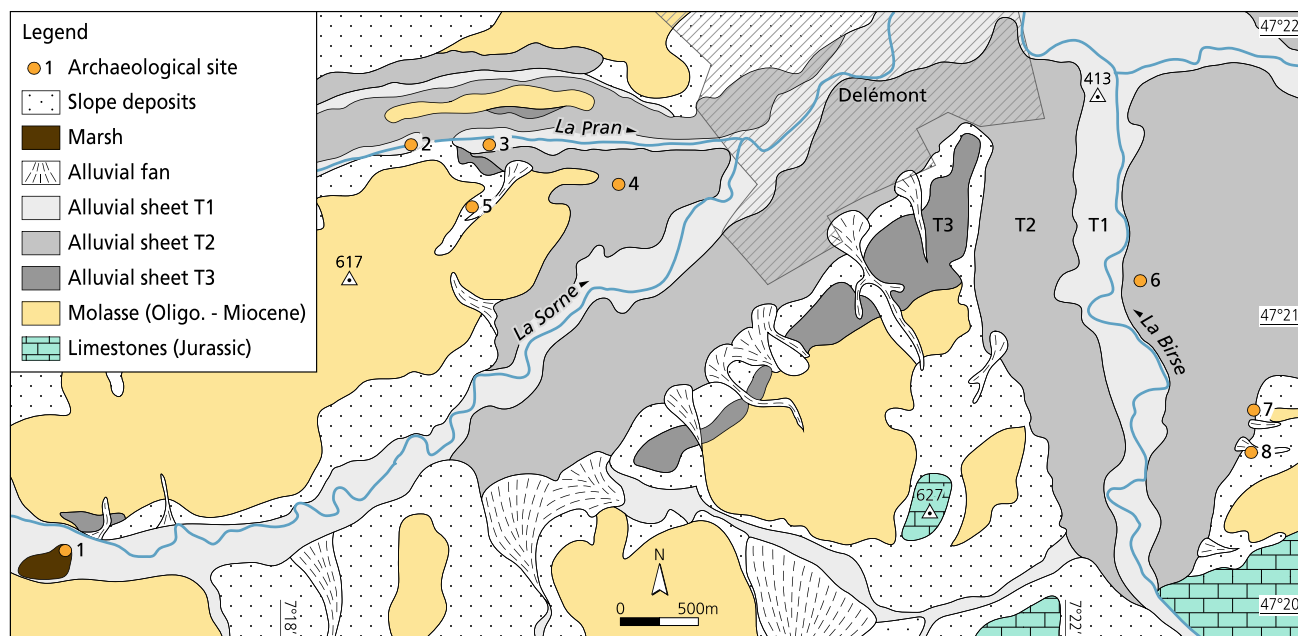 Legend
1 Archaeological site
Slope deposits
Marsh
Alluvial fan
Alluvial sheet T1
Alluvial sheet T2
Alluvial sheet T3
Molasse (Oligo. - Miocene)
Limestones (Jurassic)
47°22
413
Delémont
La Pran
2
3
4
5
T3
T2
T1
617
6
La Sorne
47°21
La Birse
7
8
627
1
N
0 500m
7°18'
7°22'
47°20